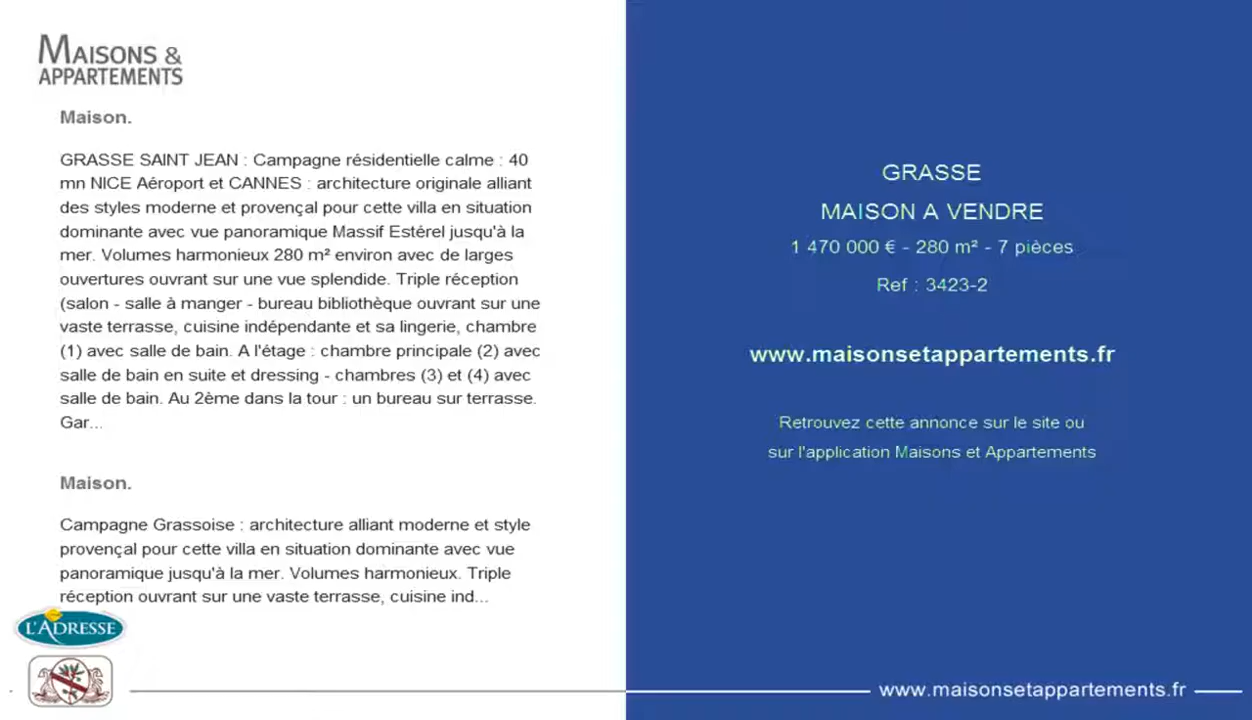 MAISONS &
APPARTEMENTS
Maison.
GRASSE SAINT JEAN : Campagne résidentielle calme : 40
mn NICE Aéroport et CANNES : architecture originale alliant
des styles moderne et provençal pour cette villa en situation
dominante avec vue panoramique Massif Estérel jusqu'à la
mer. Volumes harmonieux 280 m² environ avec de larges
ouvertures ouvrant sur une vue splendide. Triple réception
(salon - salle à manger - bureau bibliothèque ouvrant sur une
vaste terrasse, cuisine indépendante et sa lingerie, chambre
(1) avec salle de bain. A l'étage : chambre principale (2) avec
salle de bain en suite et dressing - chambres (3) et (4) avec
salle de bain. Au 2ème dans la tour : un bureau sur terrasse.
Gar...
Maison.
Campagne Grassoise : architecture alliant moderne et style
provençal pour cette villa en situation dominante avec vue
panoramique jusqu'à la mer. Volumes harmonieux. Triple
réception ouvrant sur une vaste terrasse, cuisine ind...
L'ADRESSE
GRASSE
MAISON A VENDRE
1 470 000 € - 280 m² - 7 pièces
Ref : 3423-2
www.maisonsetappartements.fr
Retrouvez cette annonce sur le site ou
sur l'application Maisons et Appartements
www.maisonsetappartements.fr